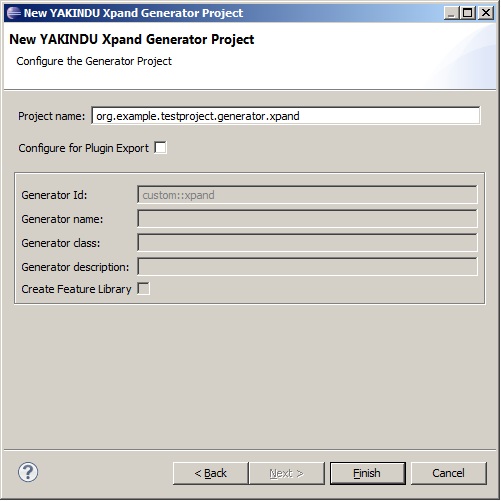 New YAKINDU Xpand Generator Project
New YAKINDU Xpand Generator Project
Configure the Generator Project
Project name: org.example.testproject.generator.xpand
Configure for Plugin Export
Generator Id: custom::xpand
Generator name:
Generator class:
Generator description:
Create Feature Library
? < Back Next > Finish Cancel